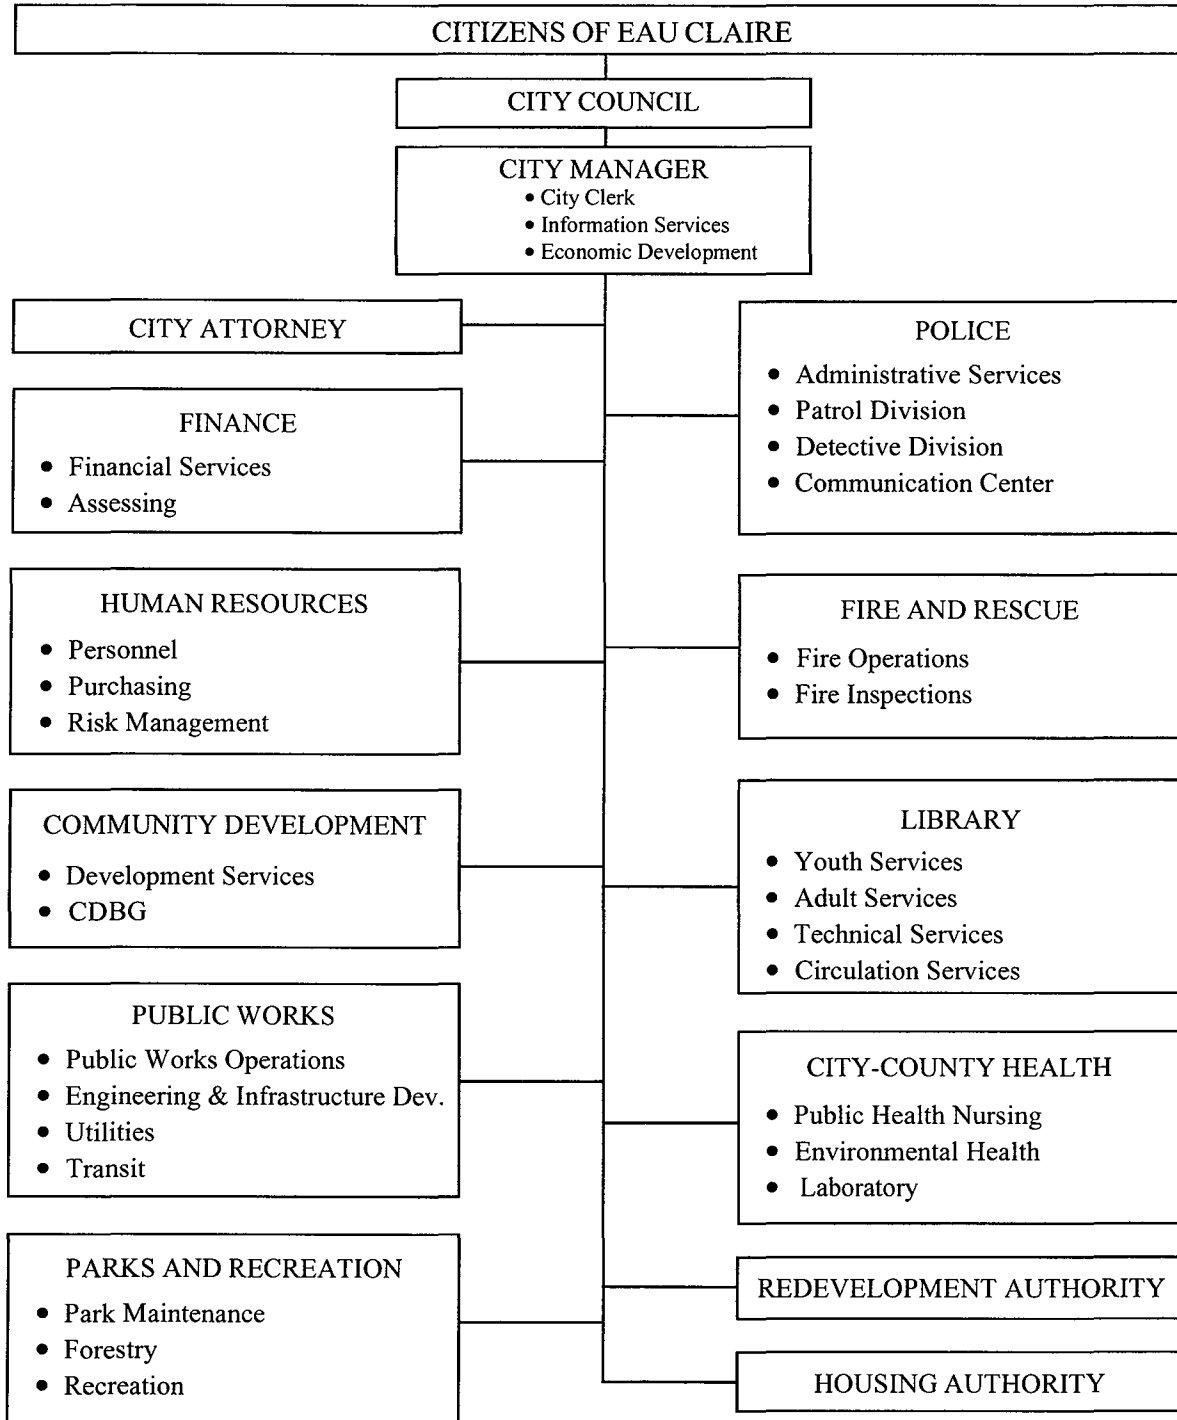 CITIZENS OF EAU CLAIRE
CITY COUNCIL
CITY MANAGER
• City Clerk
• Information Services
• Economic Development
CITY ATTORNEY
FINANCE
• Financial Services
• Assessing
HUMAN RESOURCES
• Personnel
• Purchasing
• Risk Management
COMMUNITY DEVELOPMENT
• Development Services
• CDBG
PUBLIC WORKS
• Public Works Operations
• Engineering & Infrastructure Dev.
• Utilities
• Transit
PARKS AND RECREATION
• Park Maintenance
• Forestry
• Recreation
POLICE
• Administrative Services
• Patrol Division
• Detective Division
• Communication Center
FIRE AND RESCUE
• Fire Operations
• Fire Inspections
LIBRARY
• Youth Services
• Adult Services
• Technical Services
• Circulation Services
CITY-COUNTY HEALTH
• Public Health Nursing
• Environmental Health
• Laboratory
REDEVELOPMENT AUTHORITY
HOUSING AUTHORITY